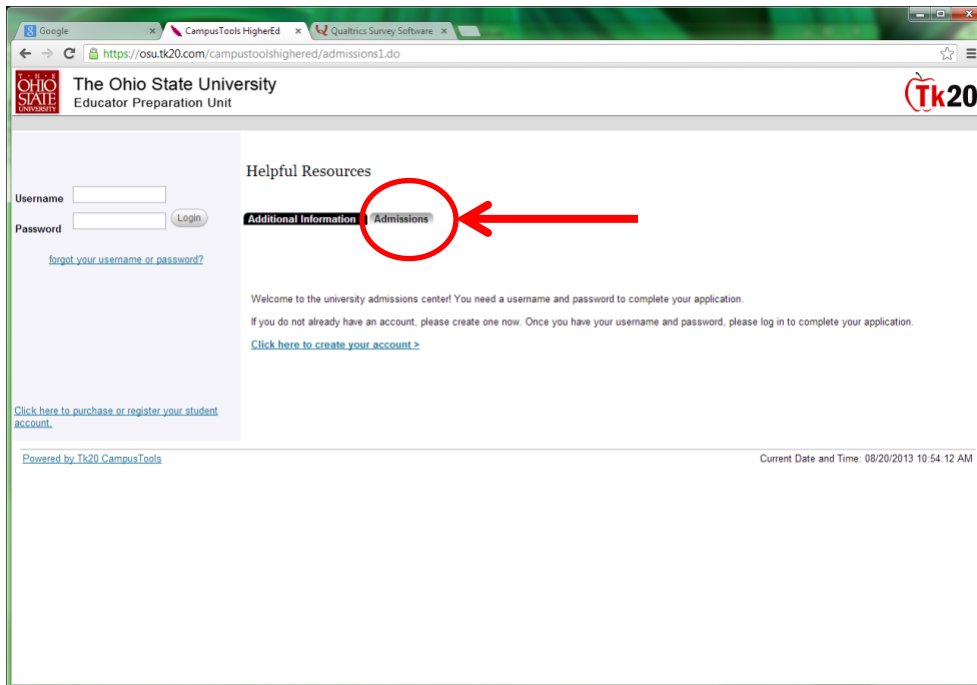 Google
CampusTools HigherEd
Qualtrics Survey Software
https://osu.tk20.com/campustoolshighered/admissions1.do
T · H · E
OHIO
STATE
UNIVERSITY
The Ohio State University
Educator Preparation Unit
Tk20
Helpful Resources
Username
Password
Login
Additional Information
Admissions
forgot your username or password?
Welcome to the university admissions center! You need a username and password to complete your application.
If you do not already have an account, please create one now. Once you have your username and password, please log in to complete your application.
Click here to create your account >
Click here to purchase or register your student
account.
Powered by Tk20 CampusTools
Current Date and Time: 08/20/2013 10:54:12 AM